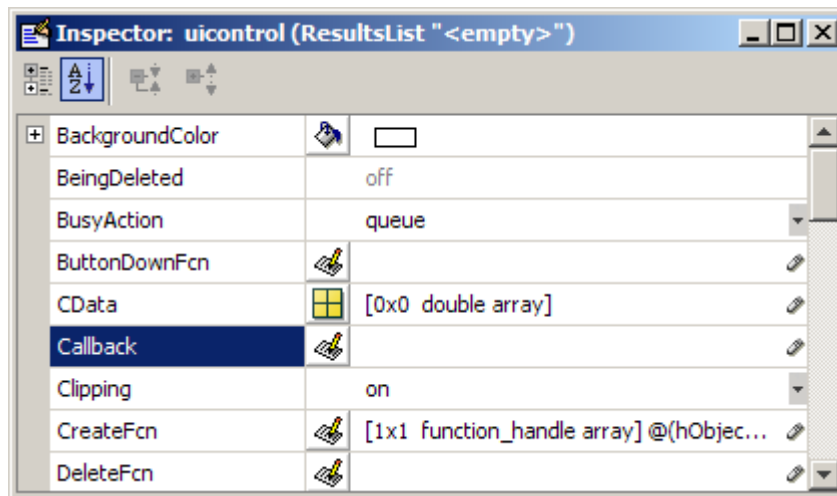 Inspector: uicontrol (ResultsList "<empty>")
A
Z
BackgroundColor
BeingDeleted off
BusyAction queue
ButtonDownFcn
CData [0x0 double array]
Callback
Clipping on
CreateFcn [1x1 function_handle array] @(hObjec...
DeleteFcn